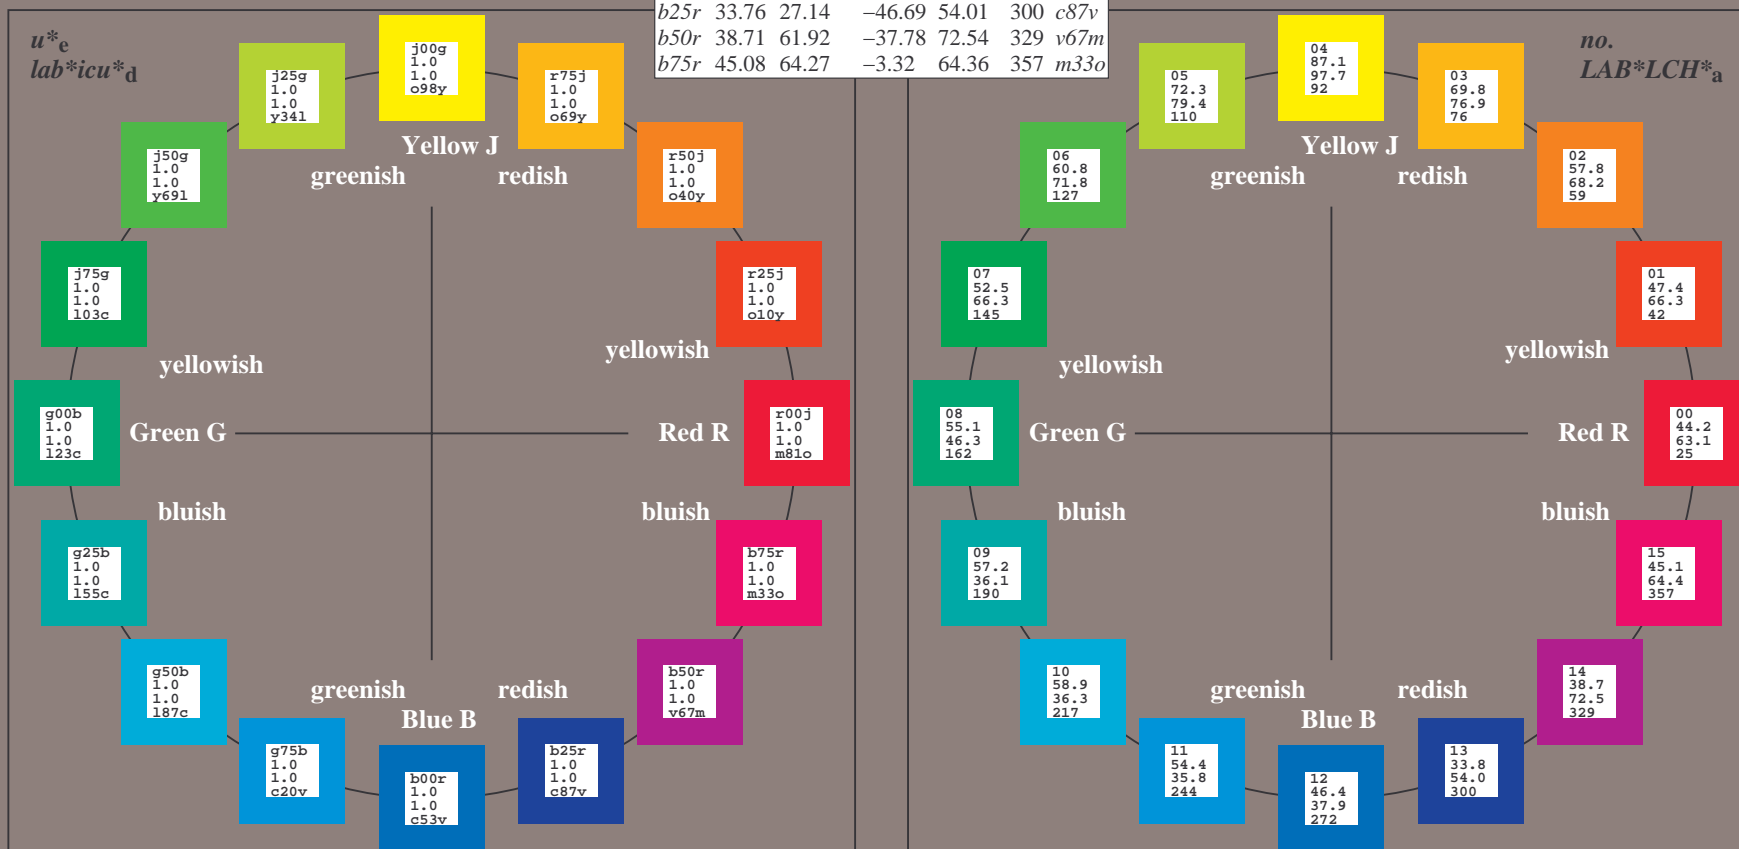 b25r 33.76 27.14 −46.69 54.01 300 c87v
b50r 38.71 61.92 −37.78 72.54 329 v67m
b75r 45.08 64.27 −3.32 64.36 357 m33o
u*e
lab*icu*d
j00g
1.0
1.0
o98y
j25g
1.0
1.0
y34l
r75j
1.0
1.0
o69y
j50g
1.0
1.0
y69l
r50j
1.0
1.0
o40y
Yellow J
greenish redish
j75g
1.0
1.0
l03c
r25j
1.0
1.0
o10y
yellowish
yellowish
g00b
1.0
1.0
l23c
Green G
Red R
r00j
1.0
1.0
m81o
bluish
bluish
g25b
1.0
1.0
l55c
b75r
1.0
1.0
m33o
g50b
1.0
1.0
l87c
b50r
1.0
1.0
v67m
greenish redish
Blue B
g75b
1.0
1.0
c20v
b00r
1.0
1.0
c53v
b25r
1.0
1.0
c87v
no.
LAB*LCH*a
04
87.1
97.7
92
05
72.3
79.4
110
03
69.8
76.9
76
06
60.8
71.8
127
02
57.8
68.2
59
Yellow J
greenish redish
07
52.5
66.3
145
01
47.4
66.3
42
yellowish
yellowish
08
55.1
46.3
162
Green G
Red R
00
44.2
63.1
25
bluish
bluish
09
57.2
36.1
190
15
45.1
64.4
357
10
58.9
36.3
217
14
38.7
72.5
329
greenish redish
Blue B
11
54.4
35.8
244
12
46.4
37.9
272
13
33.8
54.0
300